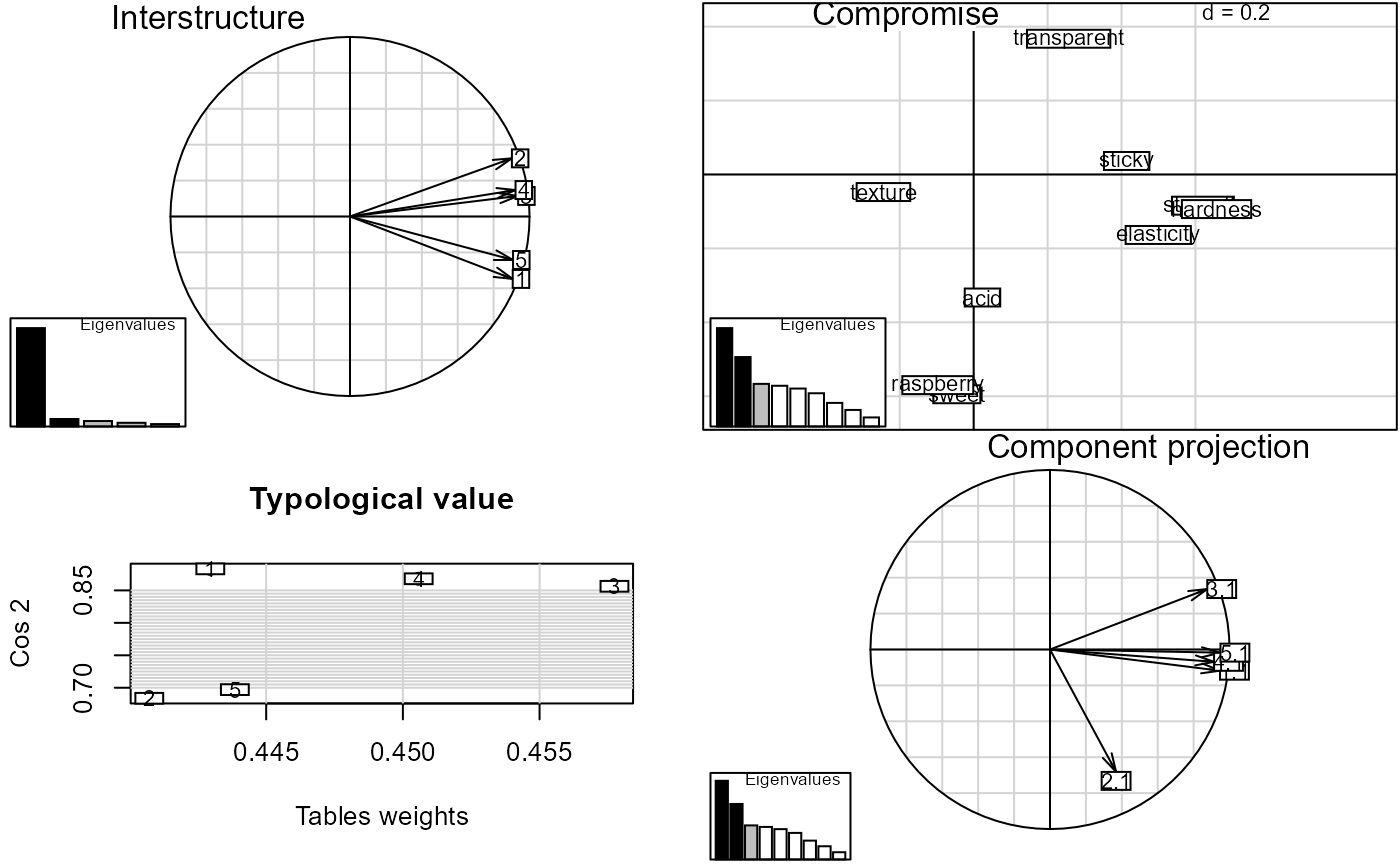 Interstructure
2
4
5
1
Eigenvalues
Compromise
d = 0.2
transparent
sticky
texture
hardness
elasticity
acid
raspberry
sweet
Eigenvalues
Typological value
Cos 2
0.85
0.70
1
4
3
2
5
0.445
0.450
0.455
Tables weights
Component projection
3.1
5.1
2.1
Eigenvalues